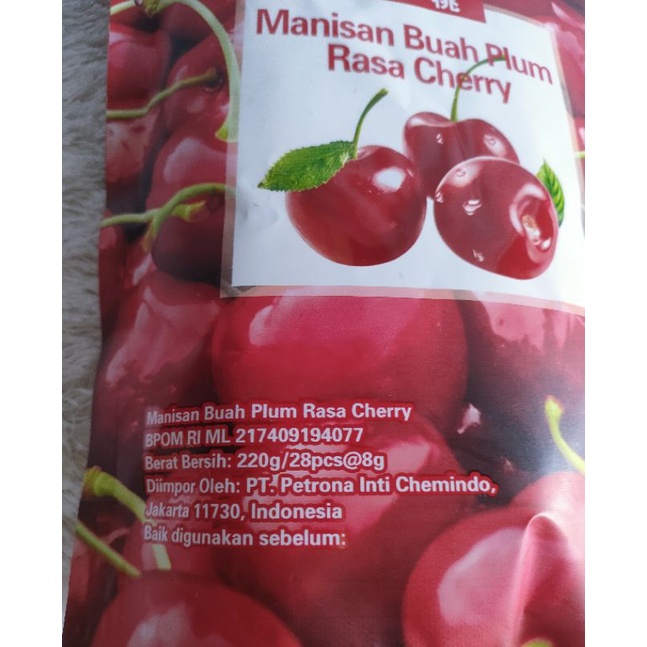 Manisan Buah Plum
Rasa Cherry
Manisan Buah Plum Rasa Cherry
BPOM RI ML 217409194077
Berat Bersih: 220g/28pcs@8g
Diimpor Oleh: PT. Petrona Inti Chemindo,
Jakarta 11730, Indonesia
Baik digunakan sebelum: